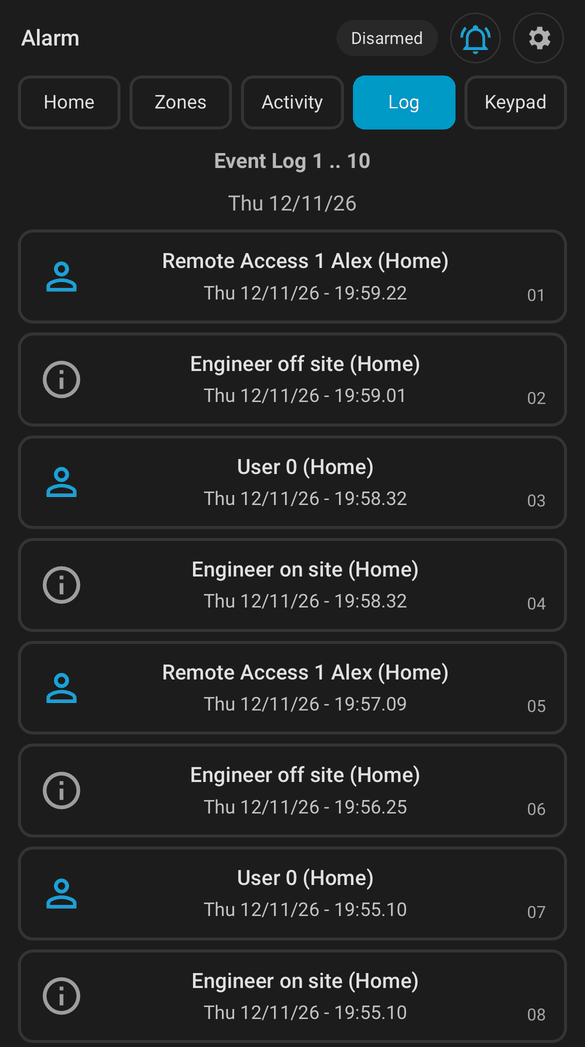 Alarm
Disarmed
Home
Zones
Activity
Log
Keypad
Event Log 1 .. 10
Thu 12/11/26
Remote Access 1 Alex (Home)
Thu 12/11/26 - 19:59.22
01
Engineer off site (Home)
Thu 12/11/26 - 19:59.01
02
User 0 (Home)
Thu 12/11/26 - 19:58.32
03
Engineer on site (Home)
Thu 12/11/26 - 19:58.32
04
Remote Access 1 Alex (Home)
Thu 12/11/26 - 19:57.09
05
Engineer off site (Home)
Thu 12/11/26 - 19:56.25
06
User 0 (Home)
Thu 12/11/26 - 19:55.10
07
Engineer on site (Home)
Thu 12/11/26 - 19:55.10
08